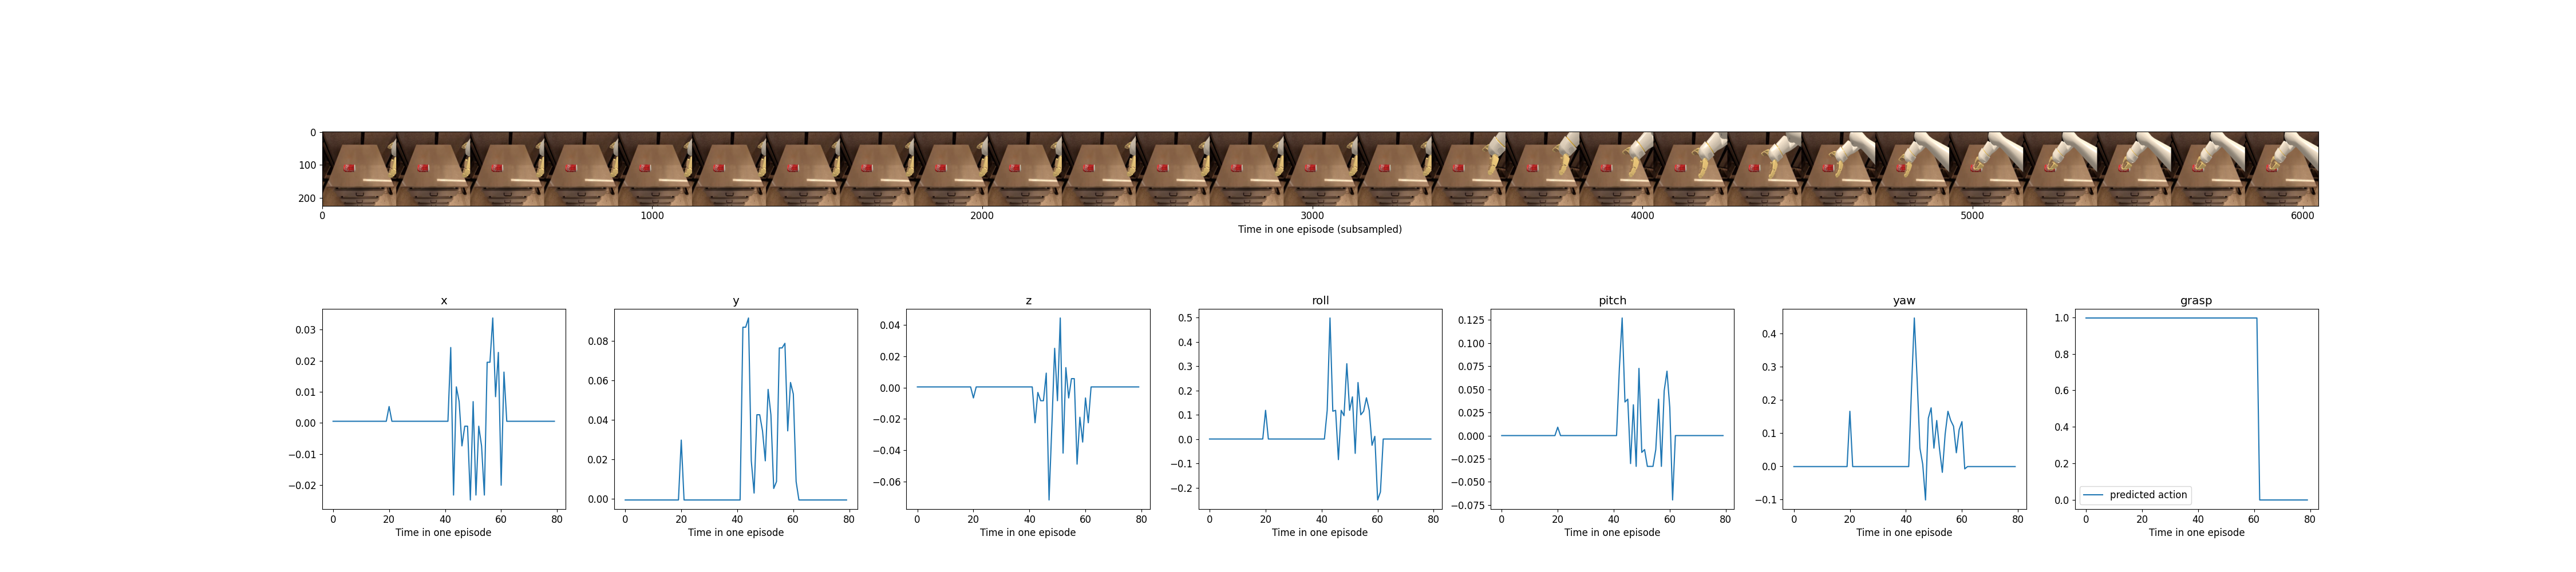 0
100
200
0 1000 2000 3000 4000 5000 6000
Time in one episode (subsampled)
x
0.03
0.02
0.01
0.00
−0.01
−0.02
0 20 40 60 80
Time in one episode
y
0.08
0.06
0.04
0.02
0.00
0 20 40 60 80
Time in one episode
z
0.04
0.02
0.00
−0.02
−0.04
−0.06
0 20 40 60 80
Time in one episode
roll
0.5
0.4
0.3
0.2
0.1
0.0
−0.1
−0.2
0 20 40 60 80
Time in one episode
pitch
0.125
0.100
0.075
0.050
0.025
0.000
−0.025
−0.050
−0.075
0 20 40 60 80
Time in one episode
yaw
0.4
0.3
0.2
0.1
0.0
−0.1
0 20 40 60 80
Time in one episode
grasp
1.0
0.8
0.6
0.4
0.2
0.0
predicted action
0 20 40 60 80
Time in one episode